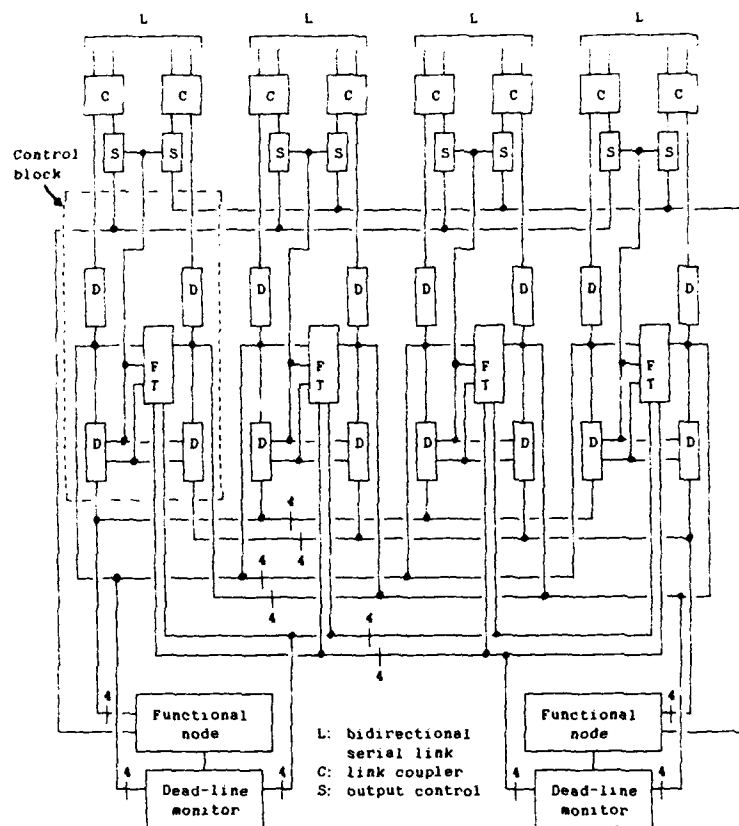 L L L L
C C C C C C C C
S S S S S S S S
Control
block
D D D D D D D D
F F F F
T T T T
D D D D D D D D
4
4
4
4
4
4
4 4
Functional
node
Functional
node
L: bidirectional
serial link
C: link coupler
S: output control
4 4 4 4
Dead-line
monitor
Dead-line
monitor